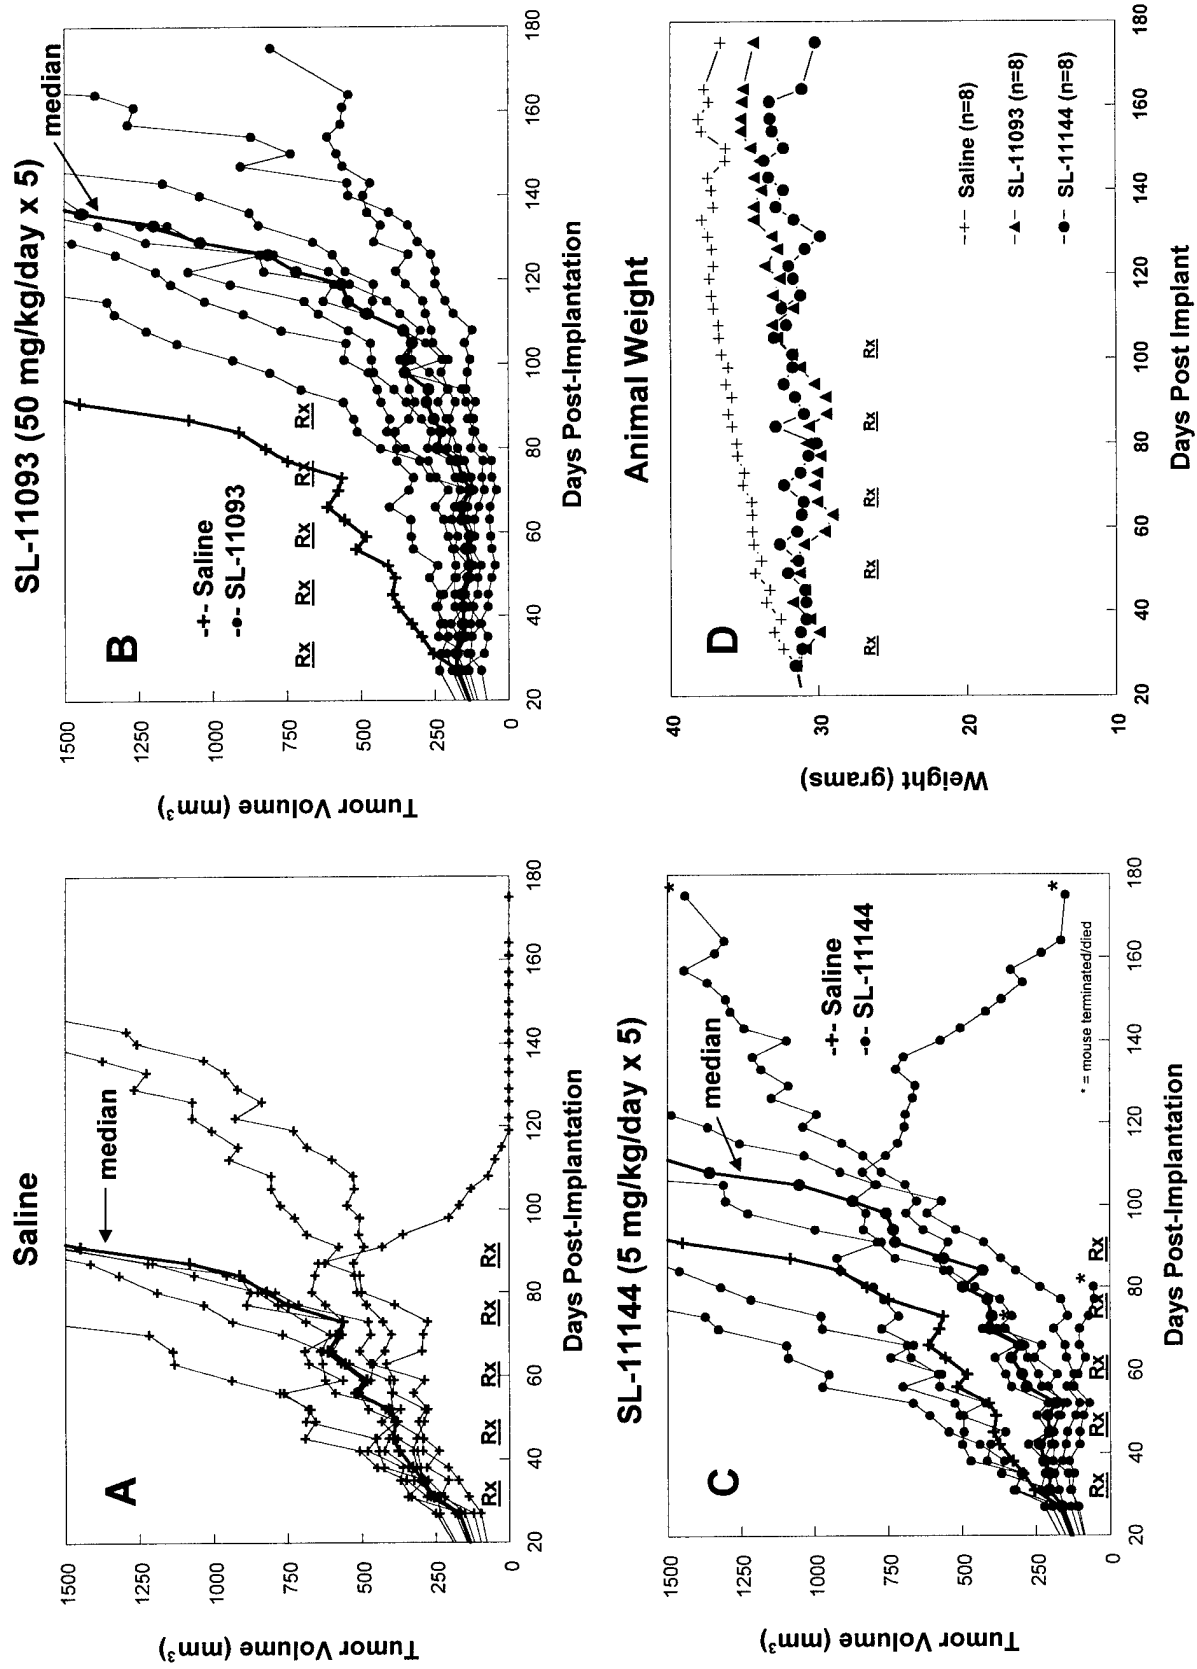 Saline
A
median
Rx Rx Rx Rx Rx
1500
1250
1000
750
500
250
0
20 40 60 80 100 120 140 160 180
Tumor Volume (mm³)
Days Post-Implantation
SL-11093 (50 mg/kg/day x 5)
B
median
-+- Saline
-●- SL-11093
Rx Rx Rx Rx Rx
1500
1250
1000
750
500
250
0
20 40 60 80 100 120 140 160 180
Tumor Volume (mm³)
Days Post-Implantation
SL-11144 (5 mg/kg/day x 5)
C
median
-+- Saline
-●- SL-11144
*
*
*
* = mouse terminated/died
Rx Rx Rx Rx Rx
1500
1250
1000
750
500
250
0
20 40 60 80 100 120 140 160 180
Tumor Volume (mm³)
Days Post-Implantation
Animal Weight
D
Rx Rx Rx Rx Rx
-+- Saline (n=8)
-▲- SL-11093 (n=8)
-●- SL-11144 (n=8)
40
30
20
10
20 40 60 80 100 120 140 160 180
Weight (grams)
Days Post Implant